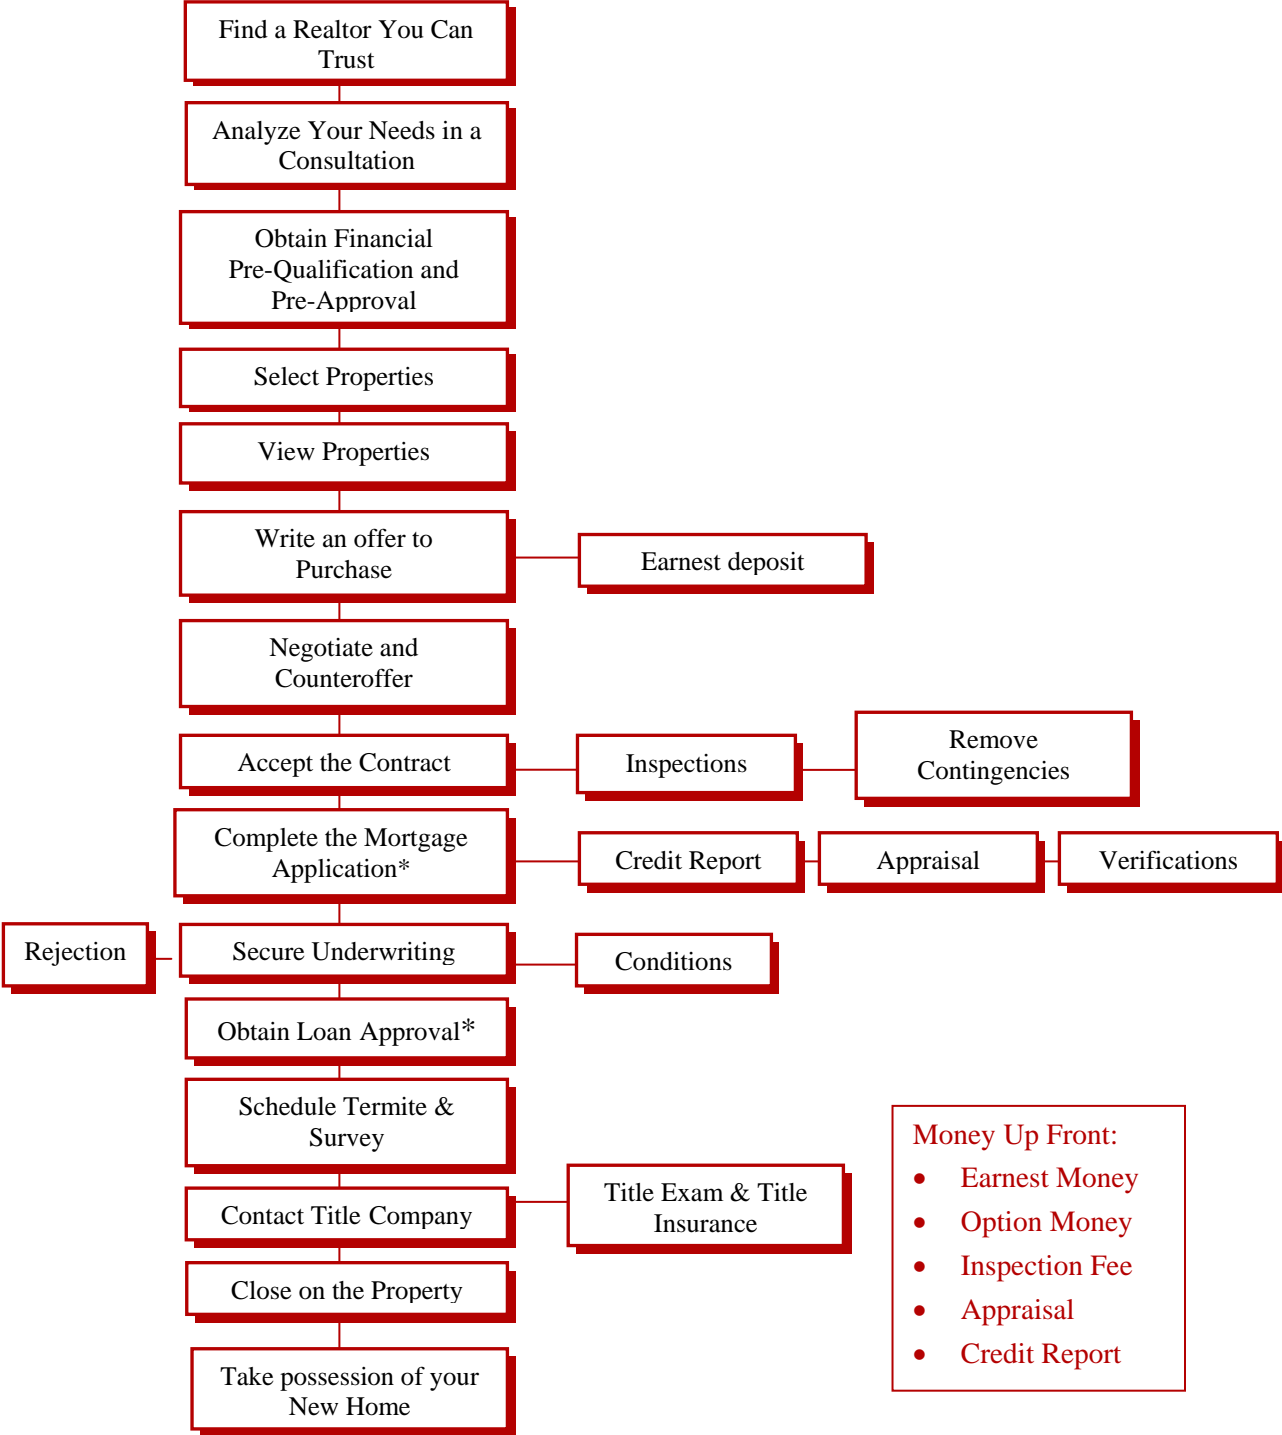 Find a Realtor You Can
Trust
Analyze Your Needs in a
Consultation
Obtain Financial
Pre-Qualification and
Pre-Approval
Select Properties
View Properties
Write an offer to
Purchase
Earnest deposit
Negotiate and
Counteroffer
Accept the Contract
Inspections
Remove
Contingencies
Complete the Mortgage
Application*
Credit Report
Appraisal
Verifications
Rejection
Secure Underwriting
Conditions
Obtain Loan Approval*
Schedule Termite &
Survey
Contact Title Company
Title Exam & Title
Insurance
Close on the Property
Take possession of your
New Home
Money Up Front:
• Earnest Money
• Option Money
• Inspection Fee
• Appraisal
• Credit Report